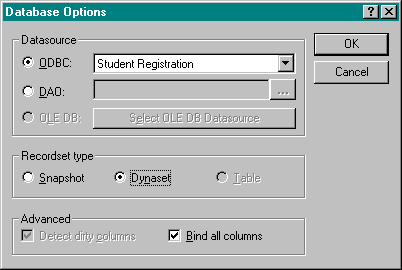 Database Options
Datasource
OK
ODBC: Student Registration
Cancel
DAO: ...
OLE DB: Select OLE DB Datasource
Recordset type
Snapshot Dynaset Table
Advanced
Detect dirty columns Bind all columns